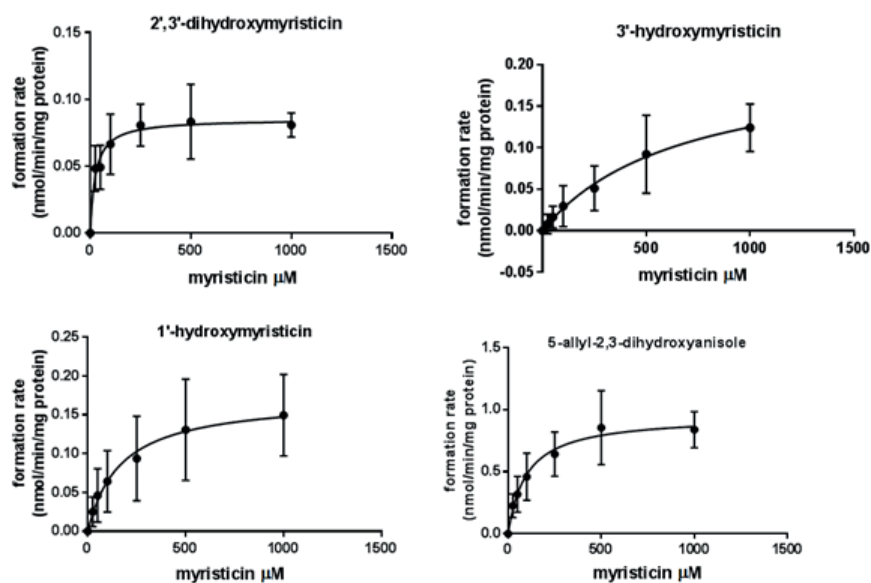 2',3'-dihydroxymyristicin
formation rate
(nmol/min/mg protein)
0.15
0.10
0.05
0.00
0
500
1000
1500
myristicin μM
3'-hydroxymyristicin
formation rate
(nmol/min/mg protein)
0.20
0.15
0.10
0.05
0.00
-0.05
500
1000
1500
myristicin μM
1'-hydroxymyristicin
formation rate
(nmol/min/mg protein)
0.25
0.20
0.15
0.10
0.05
0.00
0
500
1000
1500
myristicin μM
5-allyl-2,3-dihydroxyanisole
formation rate
(nmol/min/mg protein)
1.5
1.0
0.5
0.0
0
500
1000
1500
myristicin μM